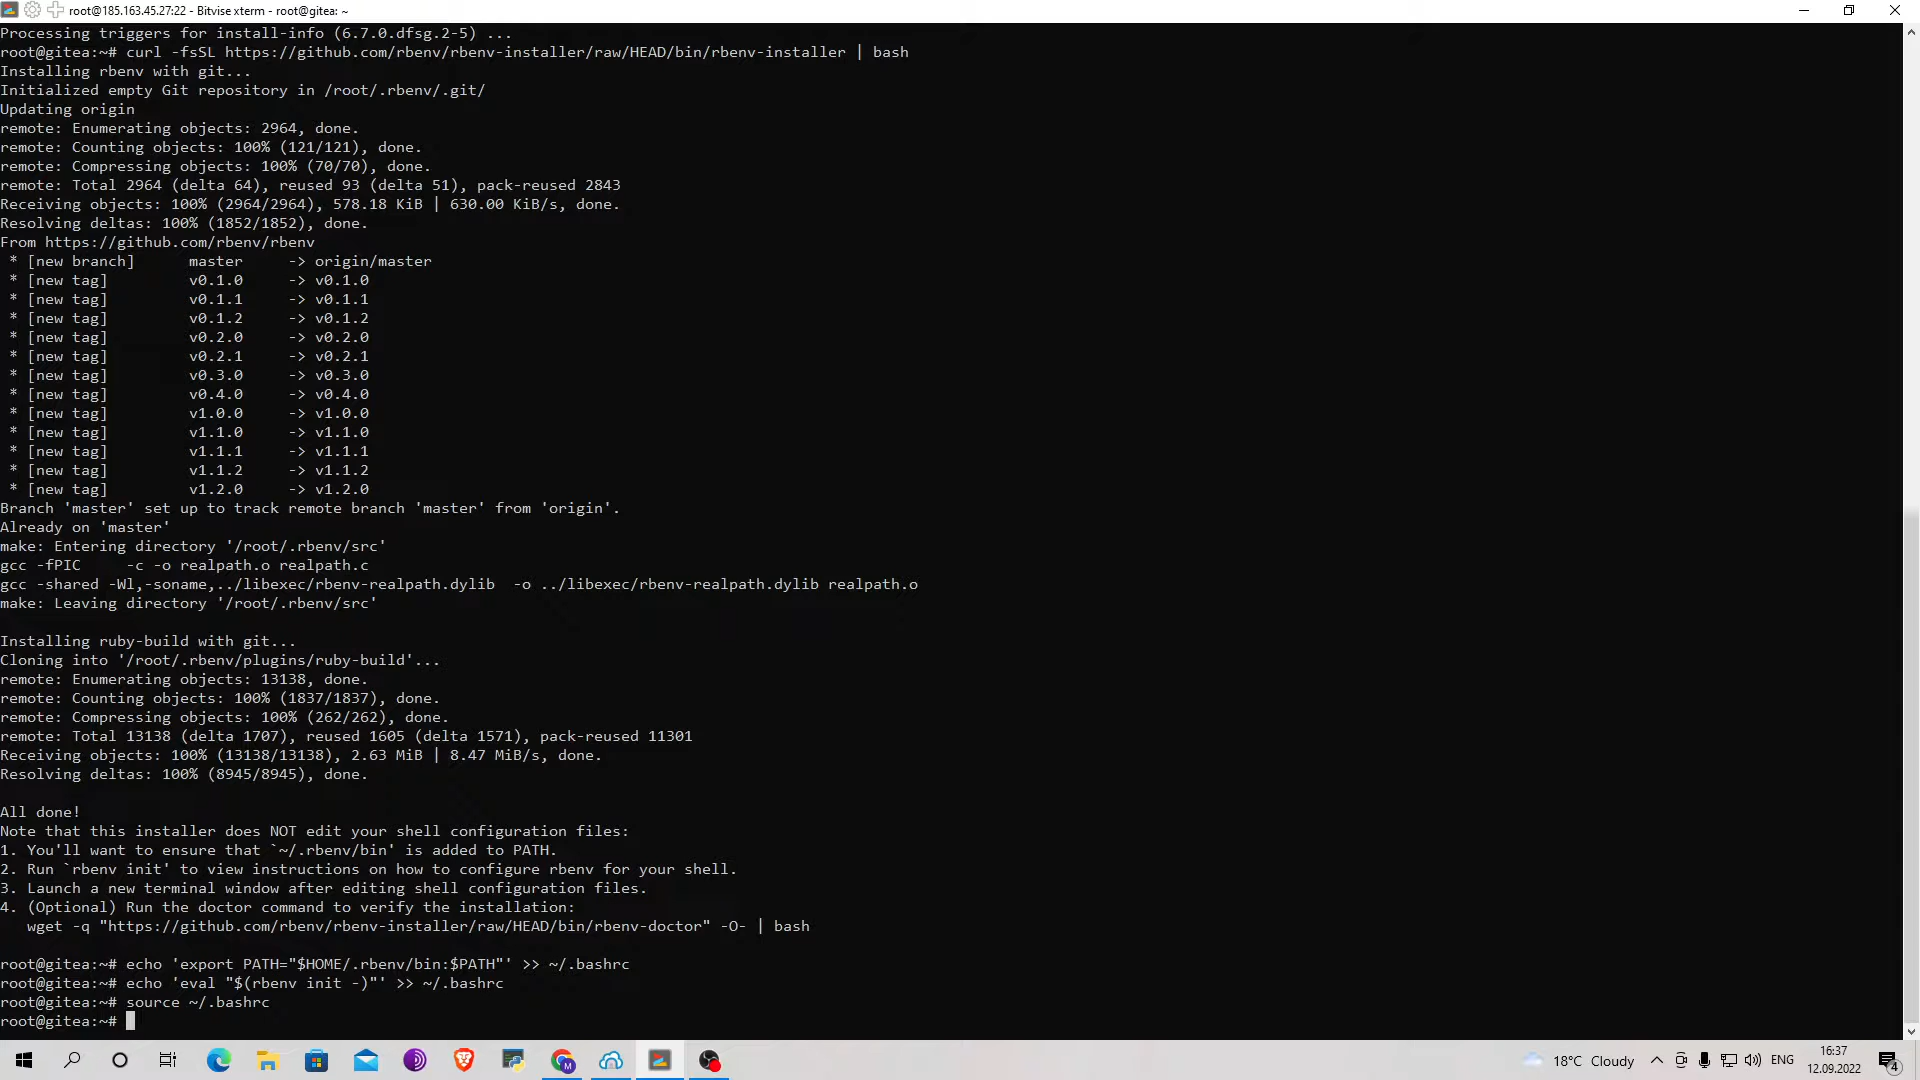 root@185.163.45.27:22 - Bitvise xterm - root@gitea: ~
Processing triggers for install-info (6.7.0.dfsg.2-5) ...
root@gitea:~# curl -fsSL https://github.com/rbenv/rbenv-installer/raw/HEAD/bin/rbenv-installer | bash
Installing rbenv with git...
Initialized empty Git repository in /root/.rbenv/.git/
Updating origin
remote: Enumerating objects: 2964, done.
remote: Counting objects: 100% (121/121), done.
remote: Compressing objects: 100% (70/70), done.
remote: Total 2964 (delta 64), reused 93 (delta 51), pack-reused 2843
Receiving objects: 100% (2964/2964), 578.18 KiB | 630.00 KiB/s, done.
Resolving deltas: 100% (1852/1852), done.
From https://github.com/rbenv/rbenv
 * [new branch]      master     -> origin/master
 * [new tag]         v0.1.0     -> v0.1.0
 * [new tag]         v0.1.1     -> v0.1.1
 * [new tag]         v0.1.2     -> v0.1.2
 * [new tag]         v0.2.0     -> v0.2.0
 * [new tag]         v0.2.1     -> v0.2.1
 * [new tag]         v0.3.0     -> v0.3.0
 * [new tag]         v0.4.0     -> v0.4.0
 * [new tag]         v1.0.0     -> v1.0.0
 * [new tag]         v1.1.0     -> v1.1.0
 * [new tag]         v1.1.1     -> v1.1.1
 * [new tag]         v1.1.2     -> v1.1.2
 * [new tag]         v1.2.0     -> v1.2.0
Branch 'master' set up to track remote branch 'master' from 'origin'.
Already on 'master'
make: Entering directory '/root/.rbenv/src'
gcc -fPIC     -c -o realpath.o realpath.c
gcc -shared -Wl,-soname,../libexec/rbenv-realpath.dylib  -o ../libexec/rbenv-realpath.dylib realpath.o
make: Leaving directory '/root/.rbenv/src'
Installing ruby-build with git...
Cloning into '/root/.rbenv/plugins/ruby-build'...
remote: Enumerating objects: 13138, done.
remote: Counting objects: 100% (1837/1837), done.
remote: Compressing objects: 100% (262/262), done.
remote: Total 13138 (delta 1707), reused 1605 (delta 1571), pack-reused 11301
Receiving objects: 100% (13138/13138), 2.63 MiB | 8.47 MiB/s, done.
Resolving deltas: 100% (8945/8945), done.
All done!
Note that this installer does NOT edit your shell configuration files:
1. You'll want to ensure that `~/.rbenv/bin' is added to PATH.
2. Run `rbenv init' to view instructions on how to configure rbenv for your shell.
3. Launch a new terminal window after editing shell configuration files.
4. (Optional) Run the doctor command to verify the installation:
   wget -q "https://github.com/rbenv/rbenv-installer/raw/HEAD/bin/rbenv-doctor" -O- | bash
root@gitea:~# echo 'export PATH="$HOME/.rbenv/bin:$PATH"' >> ~/.bashrc
root@gitea:~# echo 'eval "$(rbenv init -)"' >> ~/.bashrc
root@gitea:~# source ~/.bashrc
root@gitea:~#
18°C Cloudy
ENG
16:37
12.09.2022
4
M